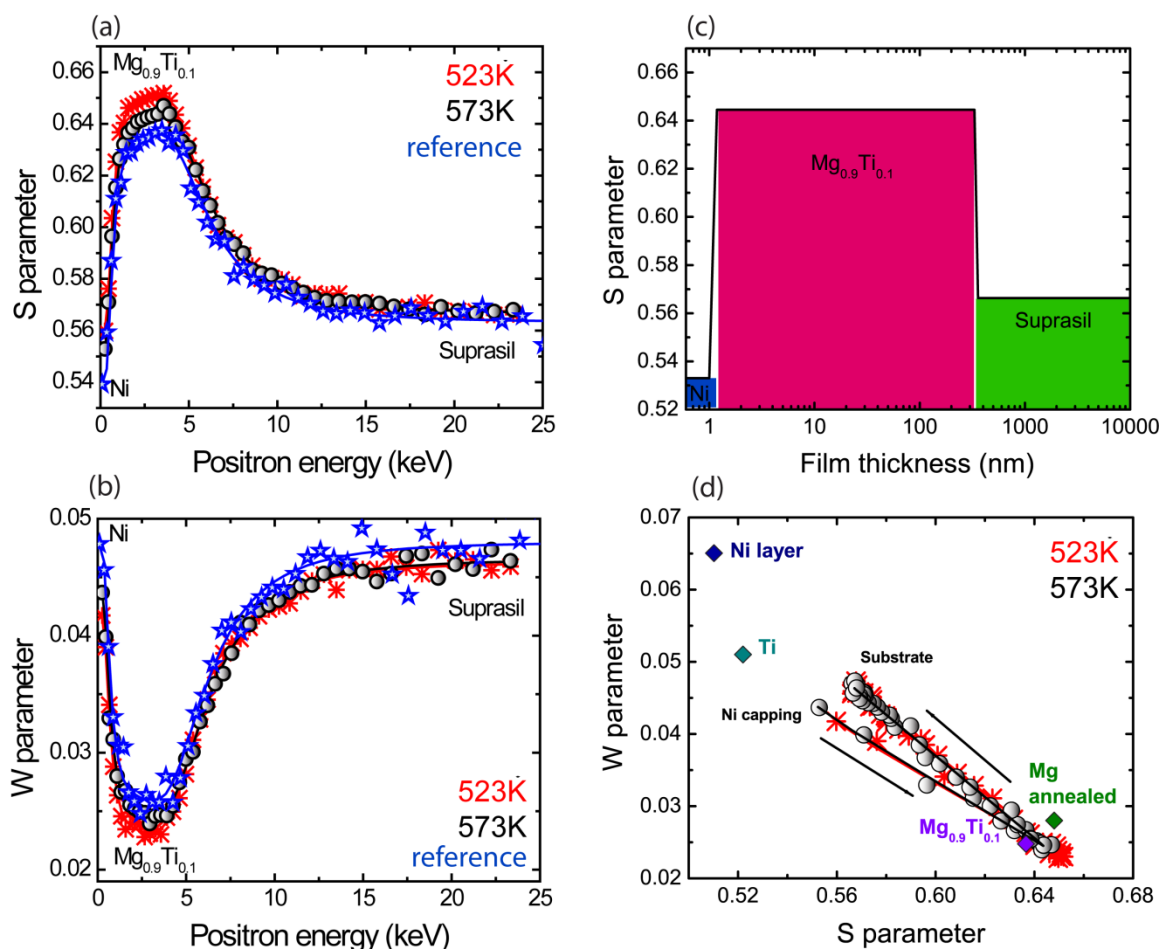 (a)
0.66
0.64
0.62
0.60
0.58
0.56
0.54
S parameter
Mg0.9Ti0.1
523K
573K
reference
Ni
Suprasil
0 5 10 15 20 25
Positron energy (keV)
(c)
0.66
0.64
0.62
0.60
0.58
0.56
0.54
0.52
S parameter
Mg0.9Ti0.1
Suprasil
Ni
1 10 100 1000 10000
Film thickness (nm)
(b)
0.05
0.04
0.03
0.02
W parameter
Ni
Suprasil
523K
573K
reference
Mg0.9Ti0.1
0 5 10 15 20 25
Positron energy (keV)
(d)
0.07
0.06
0.05
0.04
0.03
0.02
W parameter
Ni layer
523K
573K
Ti
Substrate
Ni capping
Mg
annealed
Mg0.9Ti0.1
0.52 0.56 0.60 0.64 0.68
S parameter